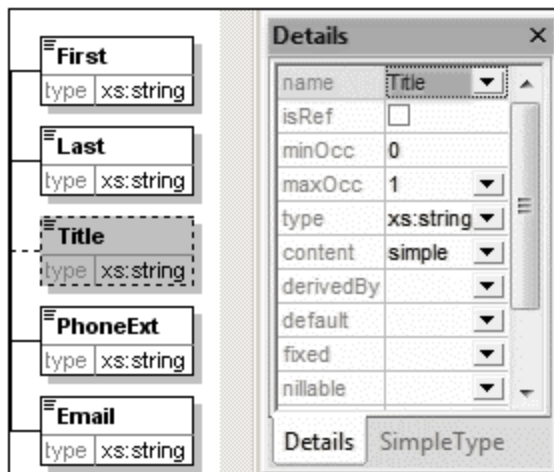 First
type xs:string
Last
type xs:string
Title
type xs:string
PhoneExt
type xs:string
Email
type xs:string
Details
name Title
isRef
minOcc 0
maxOcc 1
type xs:string
content simple
derivedBy
default
fixed
nillable
Details SimpleType